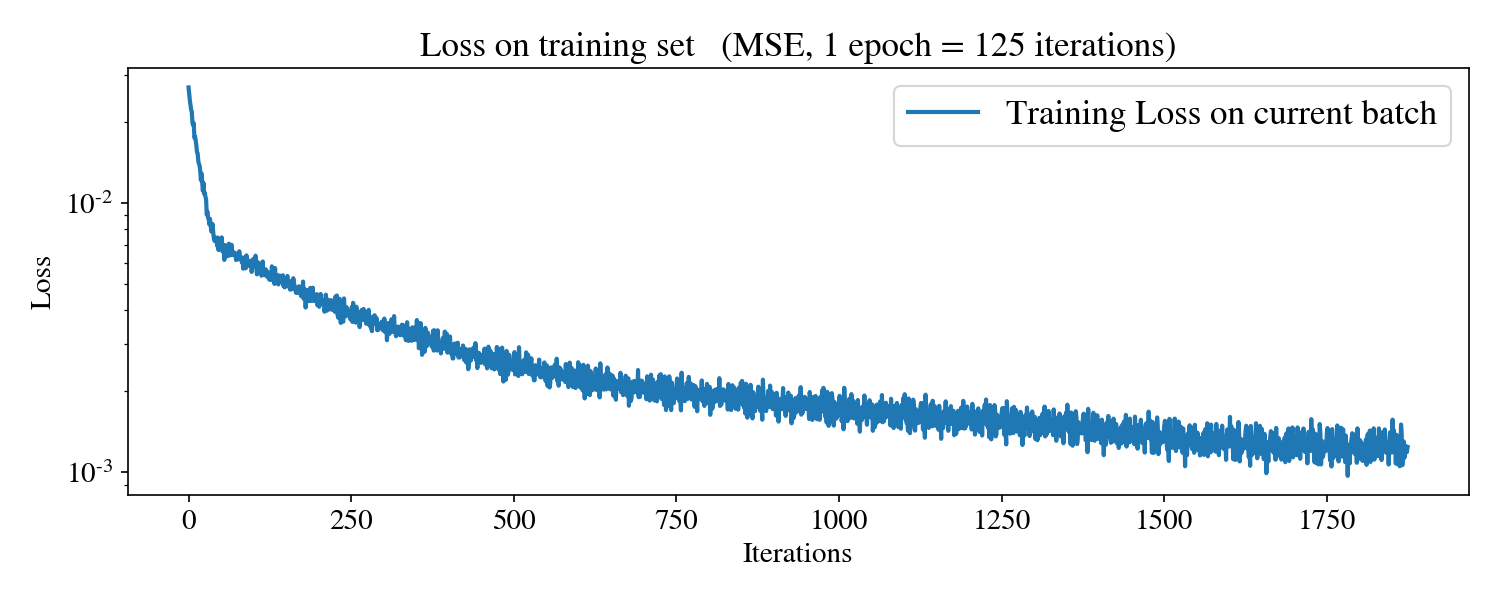 Loss on training set (MSE, 1 epoch = 125 iterations)
Training Loss on current batch
Loss
10⁻²
10⁻³
0 250 500 750 1000 1250 1500 1750
Iterations